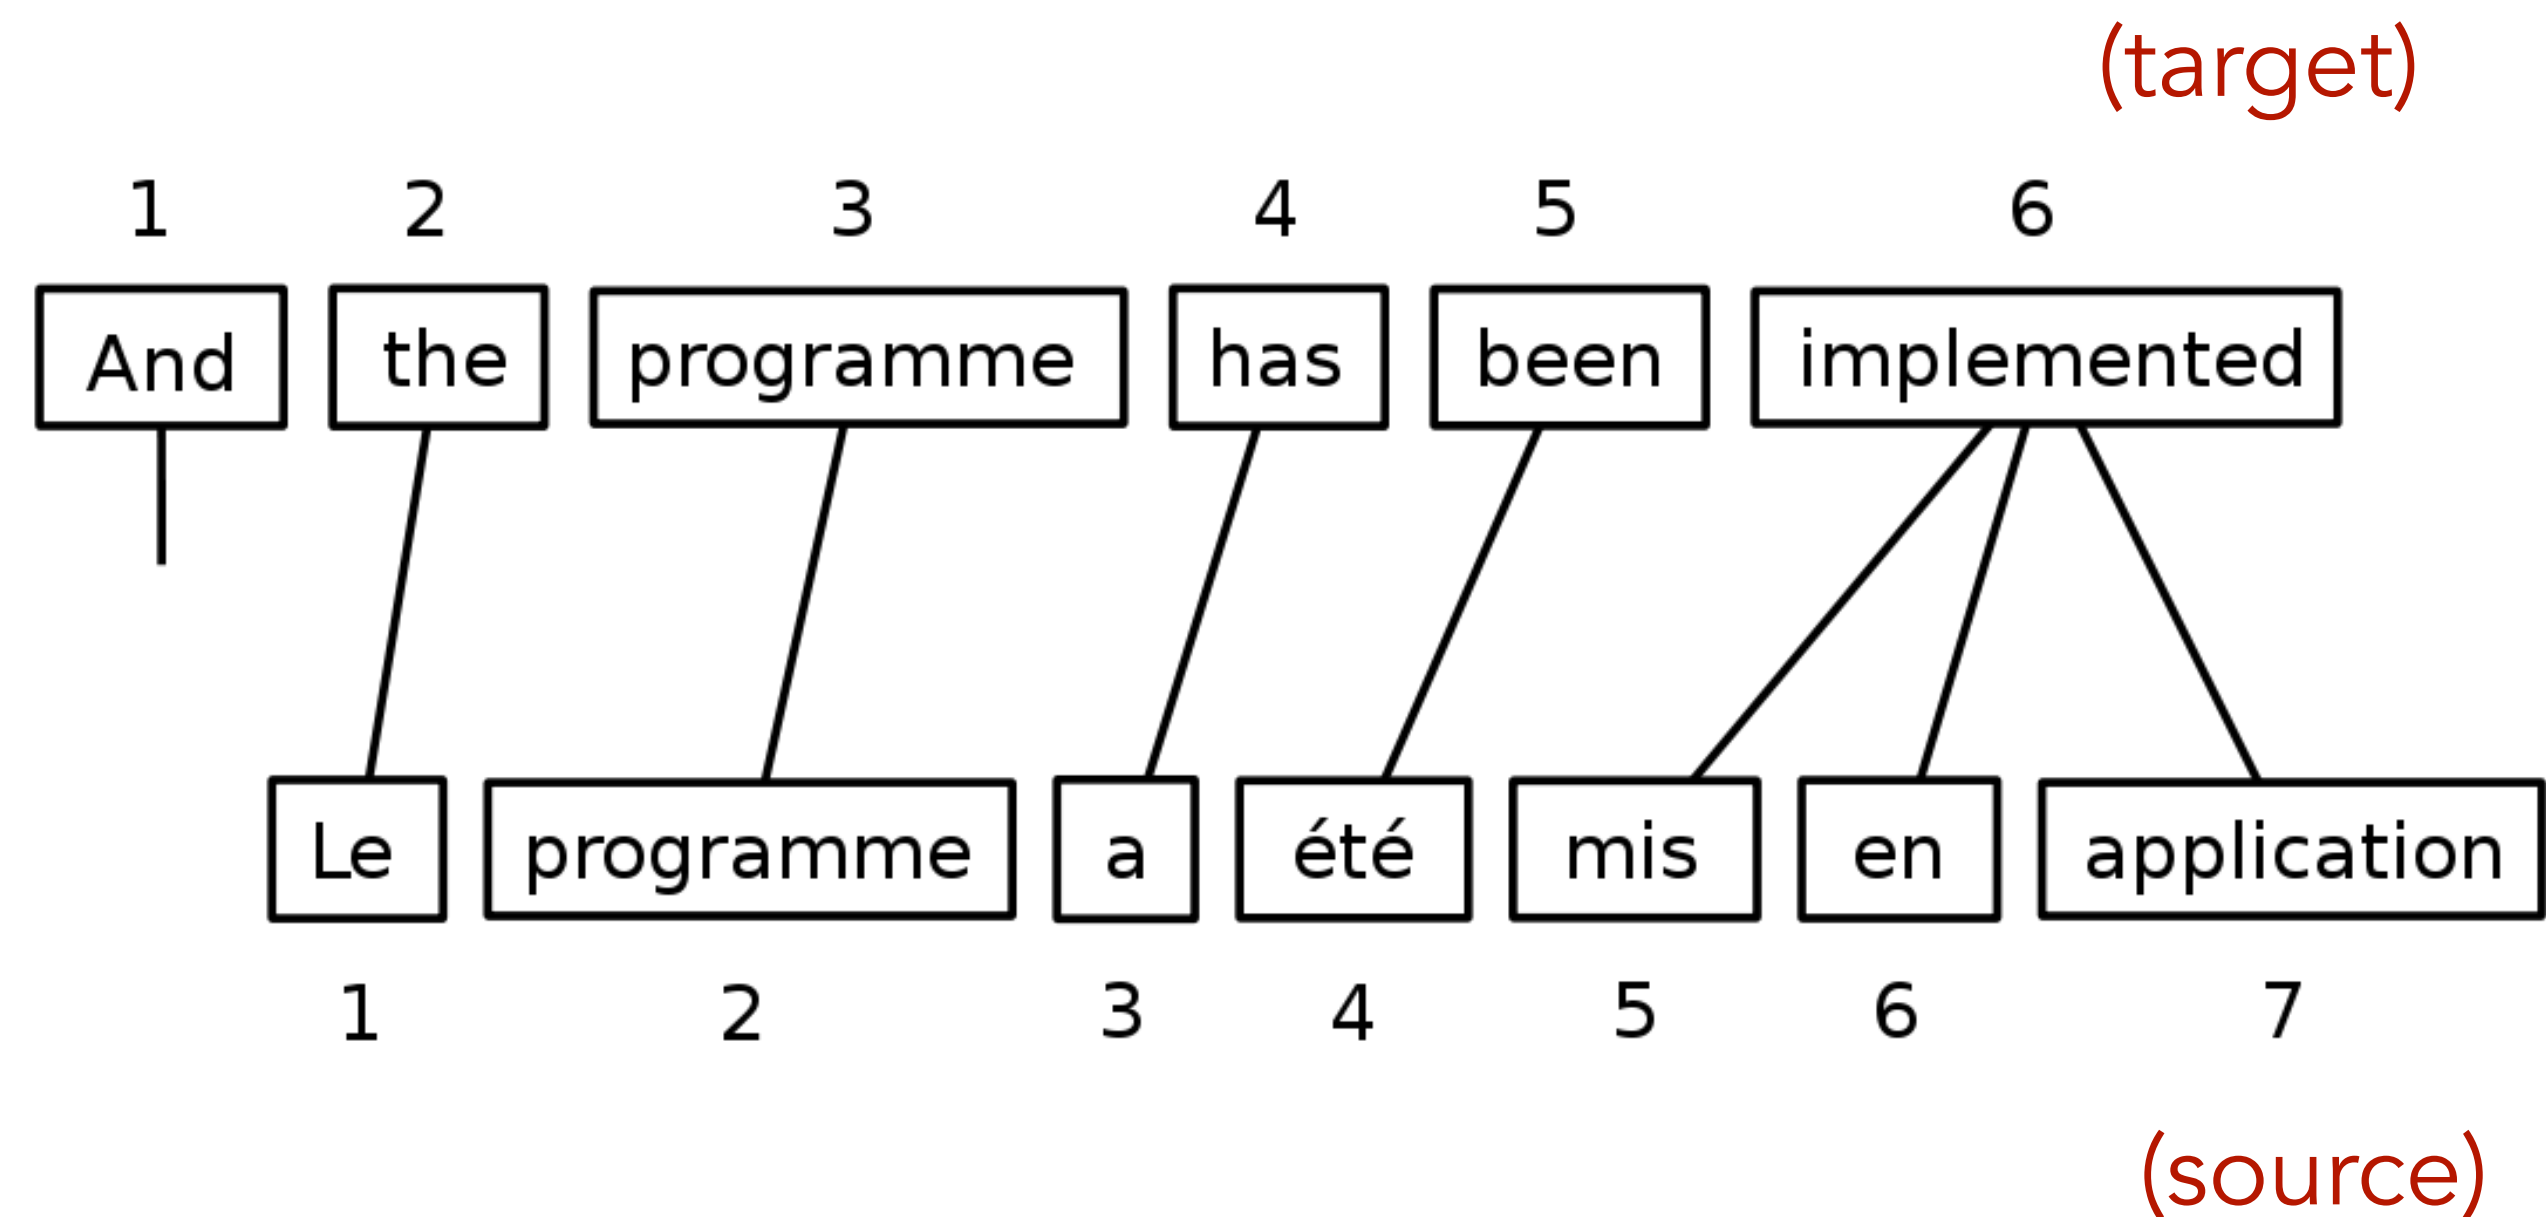 (target)
1 2 3 4 5 6
And the programme has been implemented
Le programme a été mis en application
1 2 3 4 5 6 7
(source)